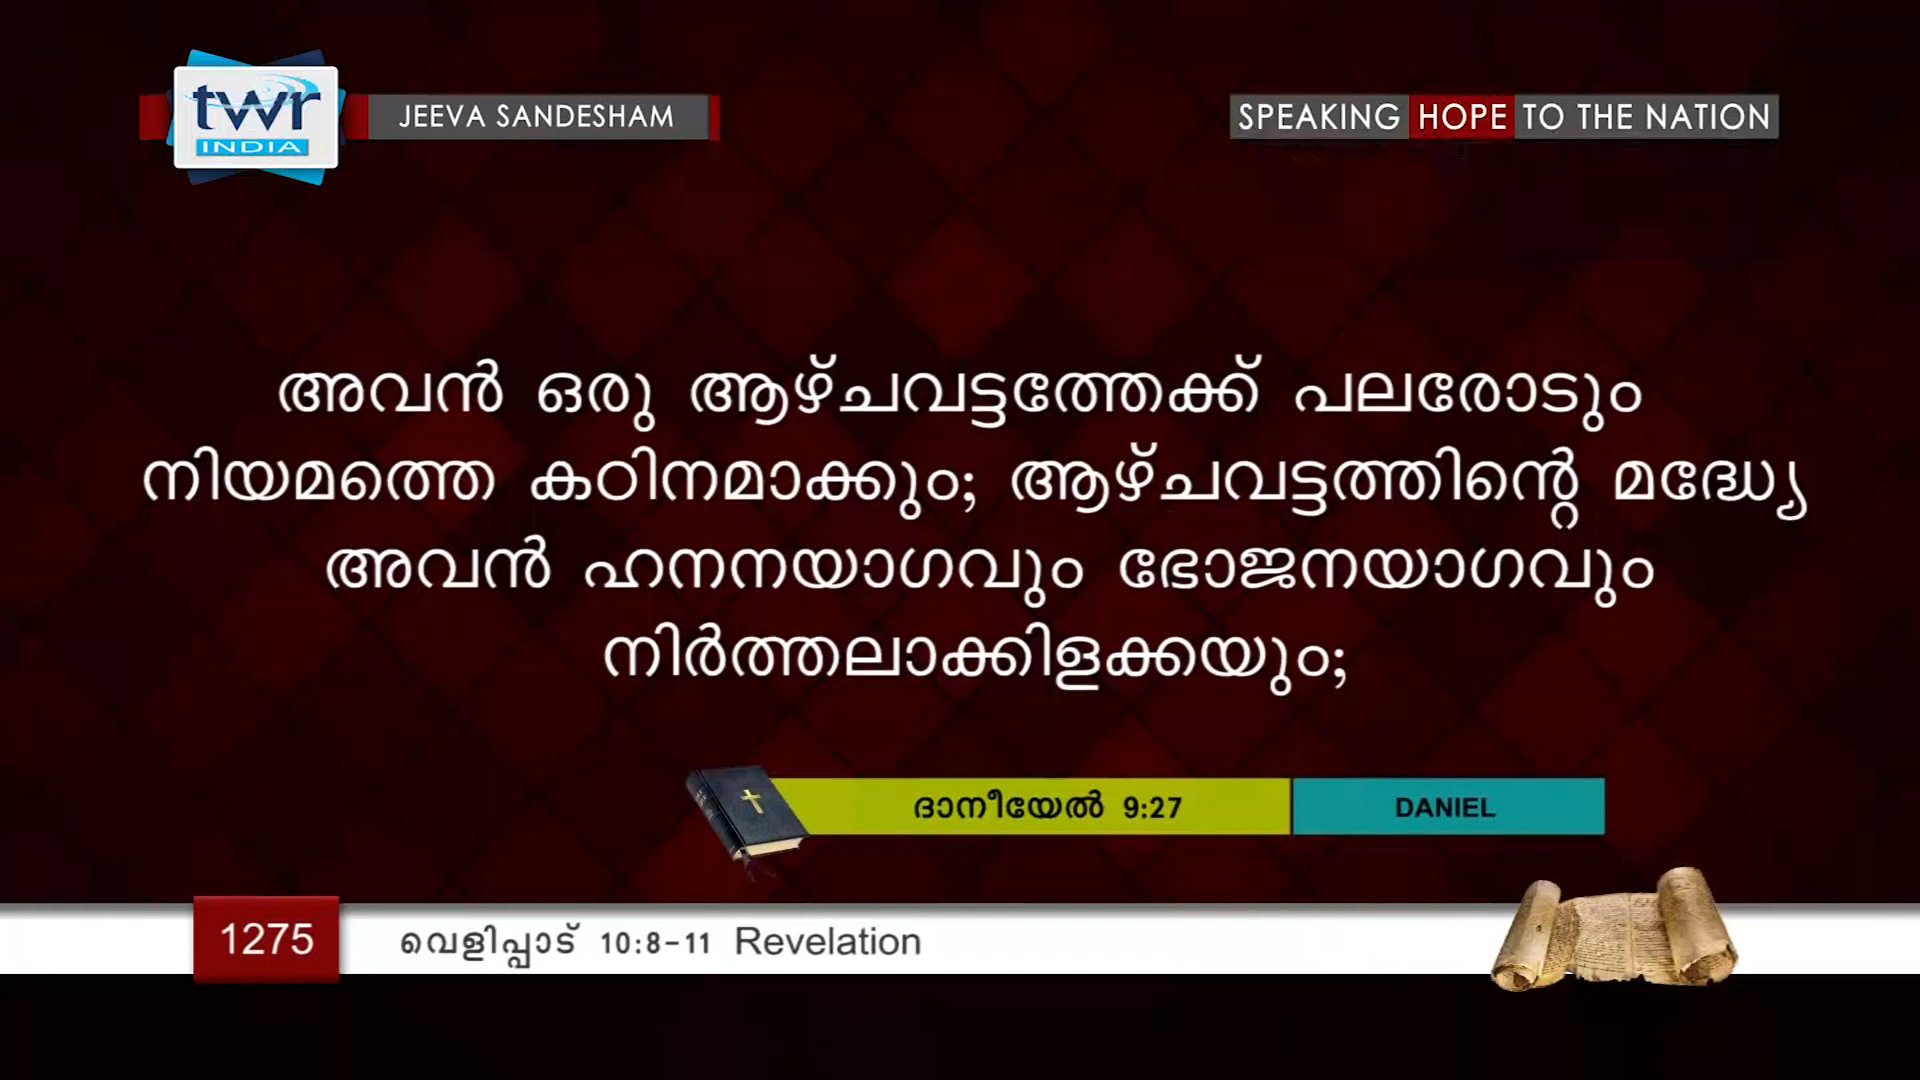 twr
INDIA
JEEVA SANDESHAM
SPEAKING HOPE TO THE NATION
അവൻ ഒരു ആഴ്ചവട്ടത്തേക്ക് പലരോടും
നിയമത്തെ കഠിനമാക്കും; ആഴ്ചവട്ടത്തിന്റെ മദ്ധ്യേ
അവൻ ഹനനയാഗവും ഭോജനയാഗവും
നിർത്തലാക്കിളക്കയും;
ദാനീയേൽ 9:27 DANIEL
1275 വെളിപ്പാട് 10:8-11 Revelation